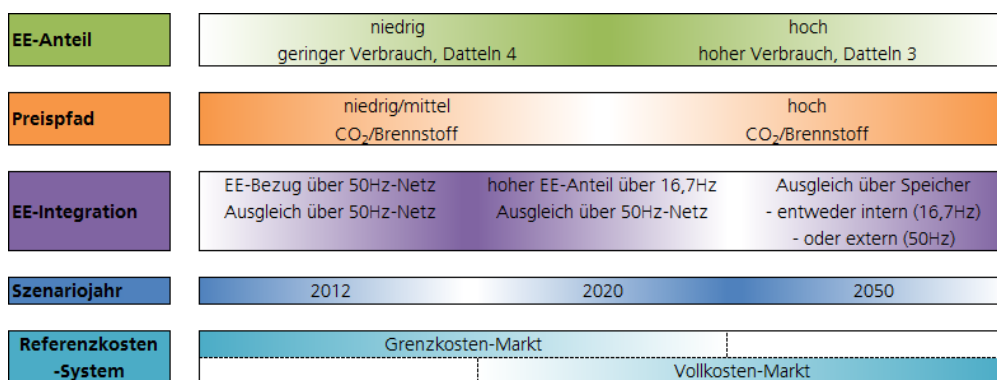 EE-Anteil
niedrig
geringer Verbrauch, Datteln 4
hoch
hoher Verbrauch, Datteln 3
Preispfad
niedrig/mittel
CO₂/Brennstoff
hoch
CO₂/Brennstoff
EE-Integration
EE-Bezug über 50Hz-Netz
Ausgleich über 50Hz-Netz
hoher EE-Anteil über 16,7Hz
Ausgleich über 50Hz-Netz
Ausgleich über Speicher
- entweder intern (16,7Hz)
- oder extern (50Hz)
Szenariojahr
2012
2020
2050
Referenzkosten
-System
Grenzkosten-Markt
Vollkosten-Markt